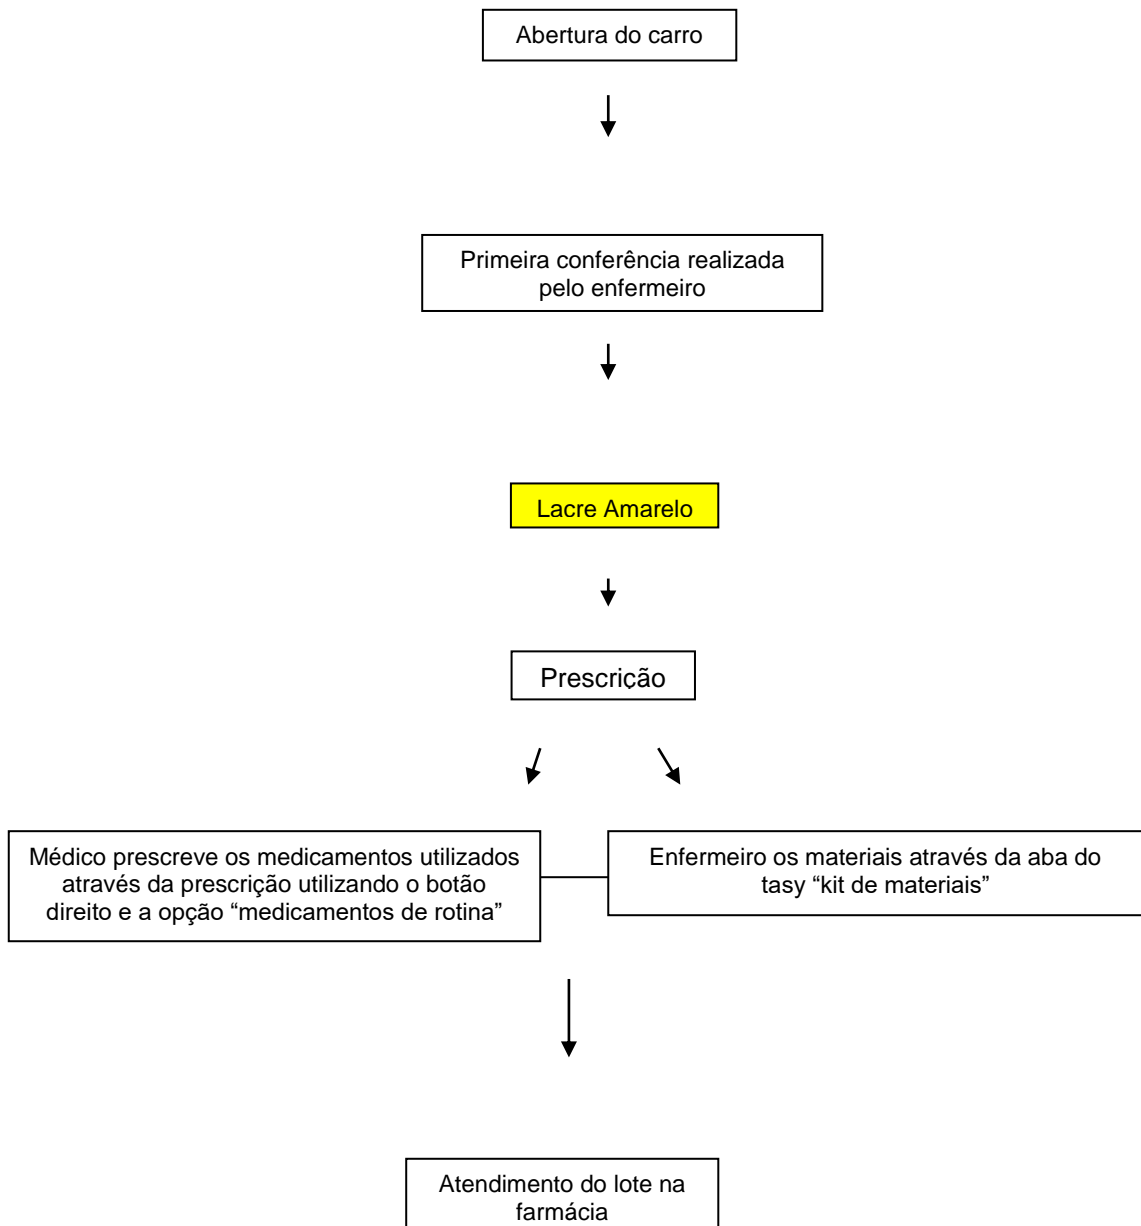 Abertura do carro
Primeira conferência realizada
pelo enfermeiro
Lacre Amarelo
Prescrição
Médico prescreve os medicamentos utilizados
através da prescrição utilizando o botão
direito e a opção “medicamentos de rotina”
Enfermeiro os materiais através da aba do
tasy “kit de materiais”
Atendimento do lote na
farmácia